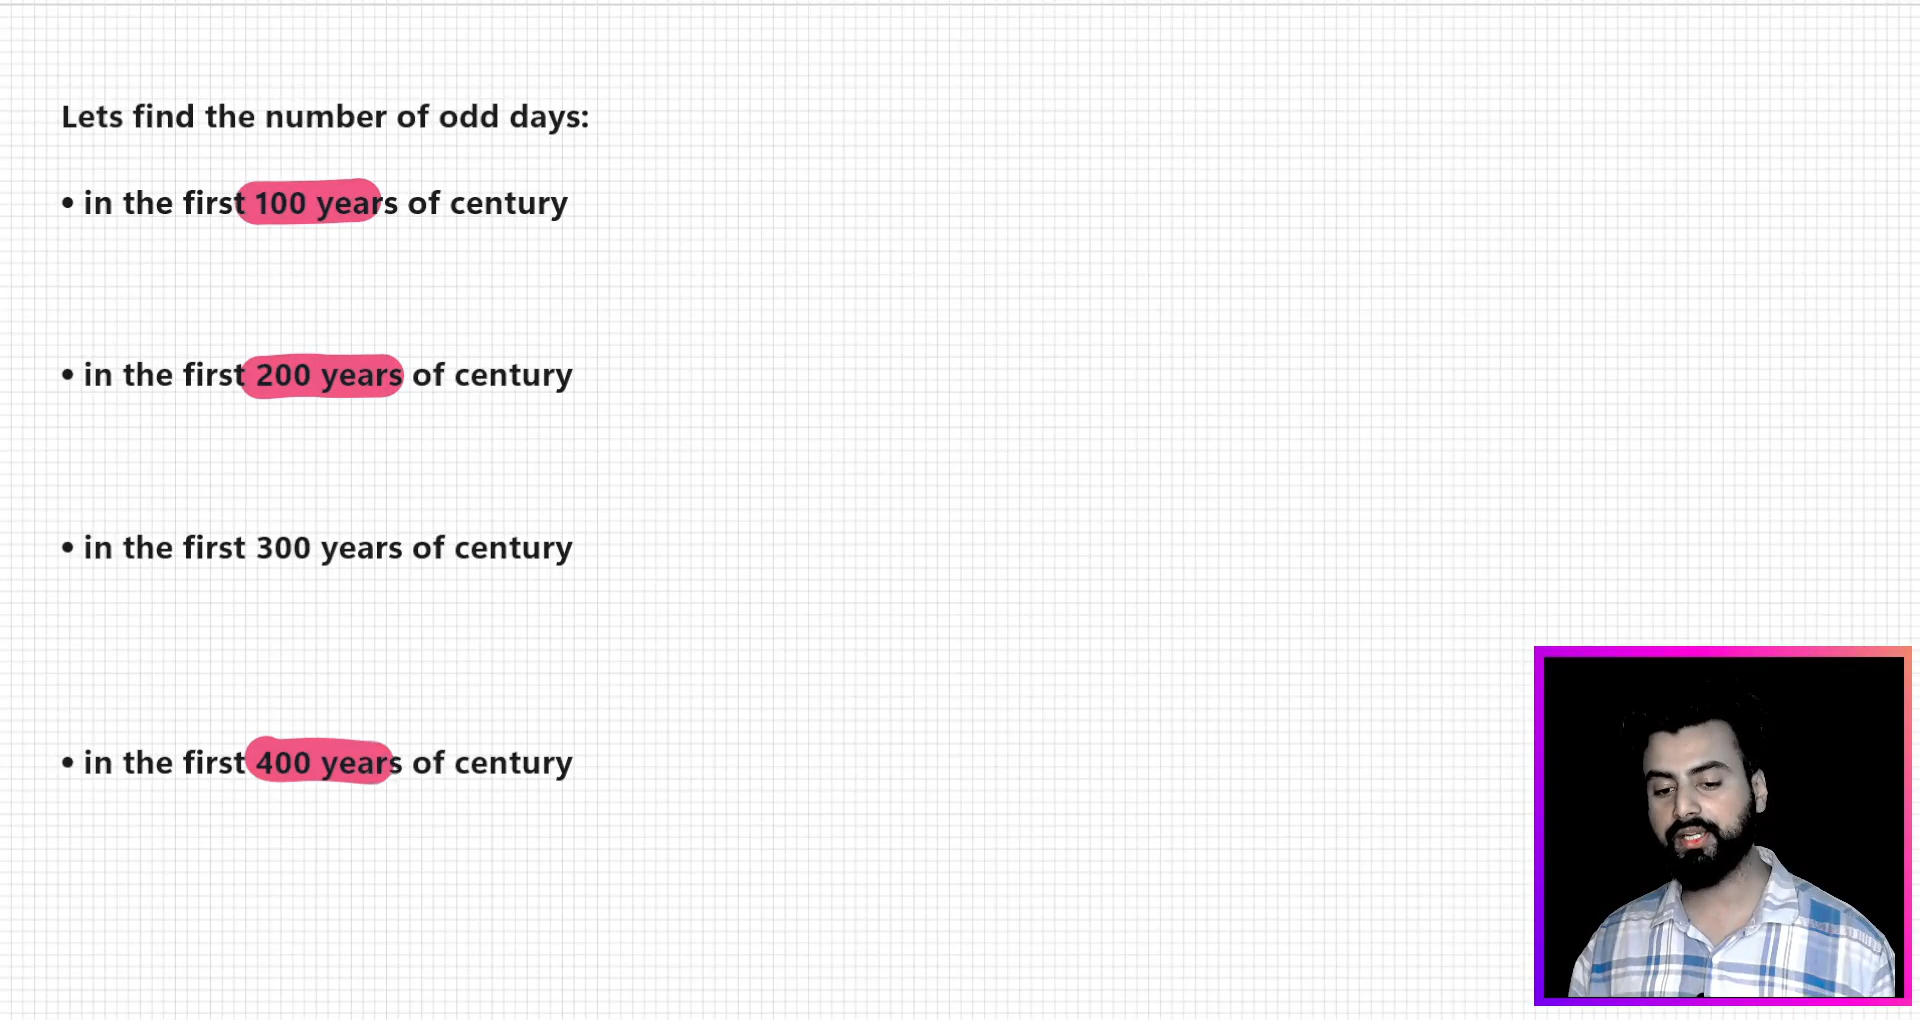 Lets find the number of odd days:
• in the first 100 years of century
• in the first 200 years of century
• in the first 300 years of century
• in the first 400 years of century